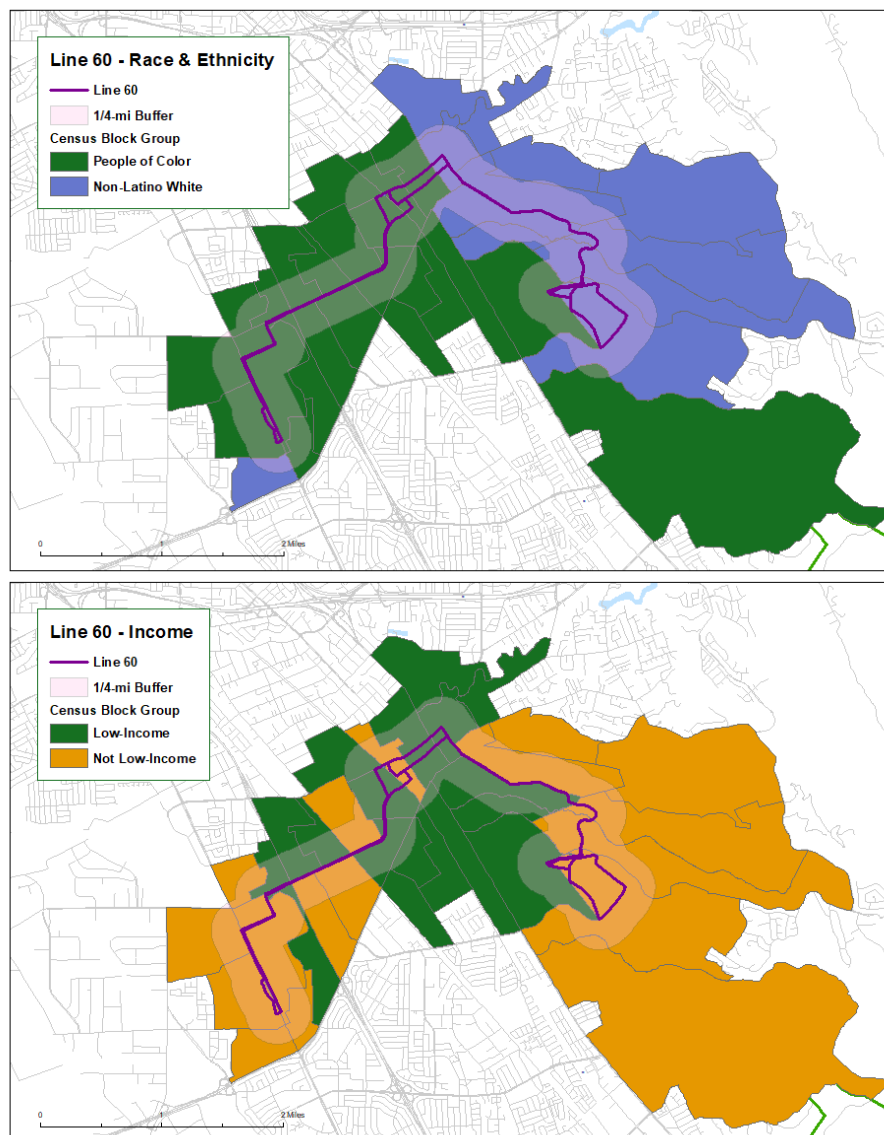 Line 60 - Race & Ethnicity
Line 60
1/4-mi Buffer
Census Block Group
People of Color
Non-Latino White
0 1 2 Miles
Line 60 - Income
Line 60
1/4-mi Buffer
Census Block Group
Low-Income
Not Low-Income
0 1 2 Miles